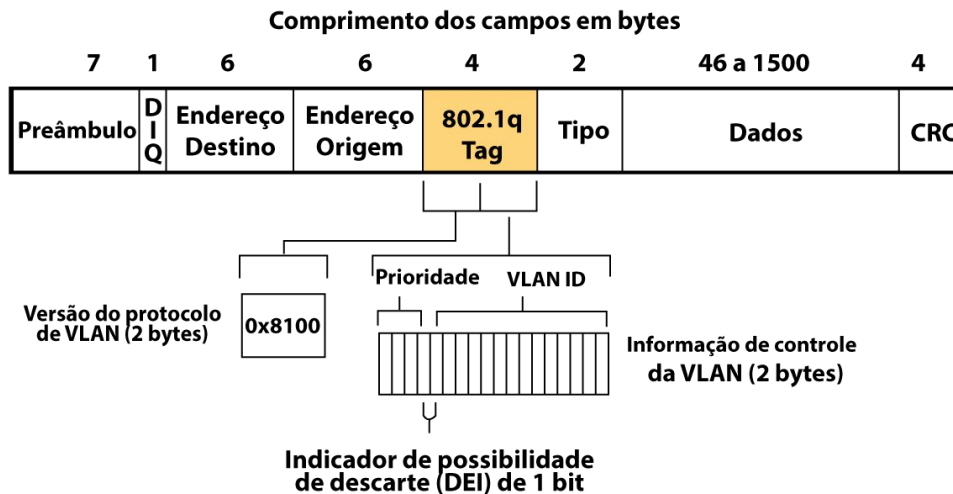 Comprimento dos campos em bytes
7 1 6 6 4 2 46 a 1500 4
Preâmbulo
D
I
Q
Endereço
Destino
Endereço
Origem
802.1q
Tag
Tipo
Dados
CRC
Prioridade VLAN ID
Versão do protocolo
de VLAN (2 bytes)
0x8100
Informação de controle
da VLAN (2 bytes)
Indicador de possibilidade
de descarte (DEI) de 1 bit